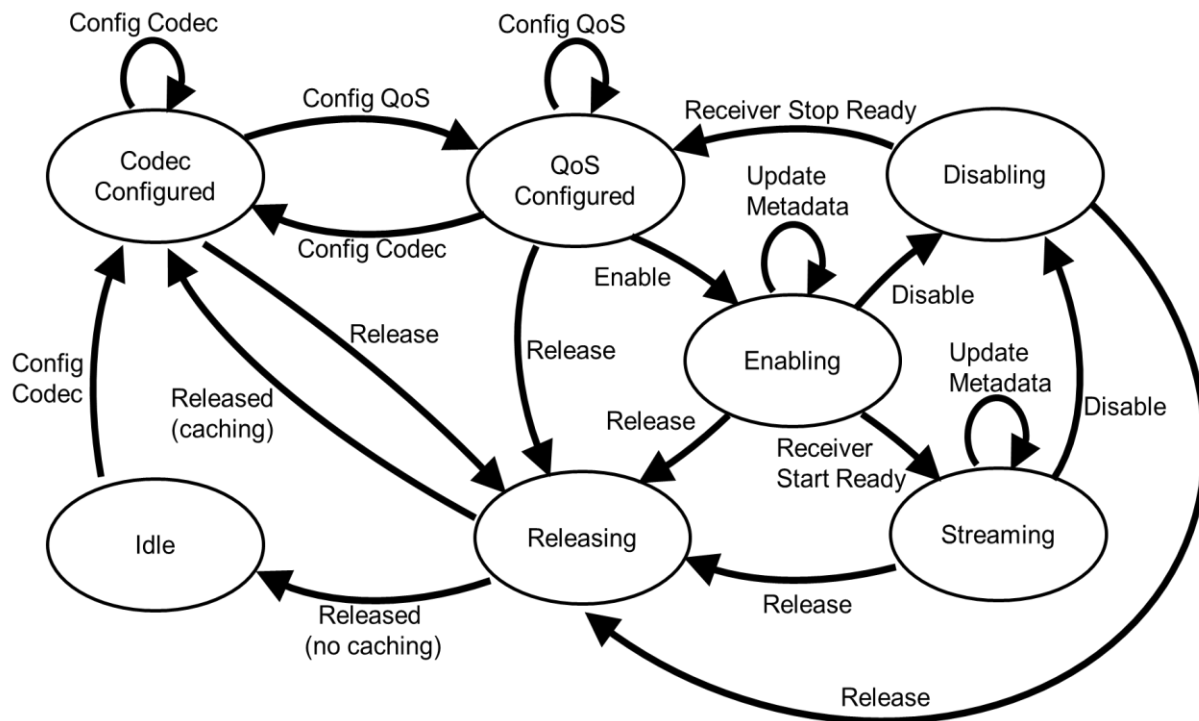 Config Codec
Config QoS
Config QoS
Receiver Stop Ready
Codec
Configured
QoS
Configured
Disabling
Update
Metadata
Config Codec
Enable
Disable
Release
Release
Enabling
Update
Metadata
Config
Codec
Released
(caching)
Release
Disable
Receiver
Start Ready
Idle
Releasing
Streaming
Release
Released
(no caching)
Release